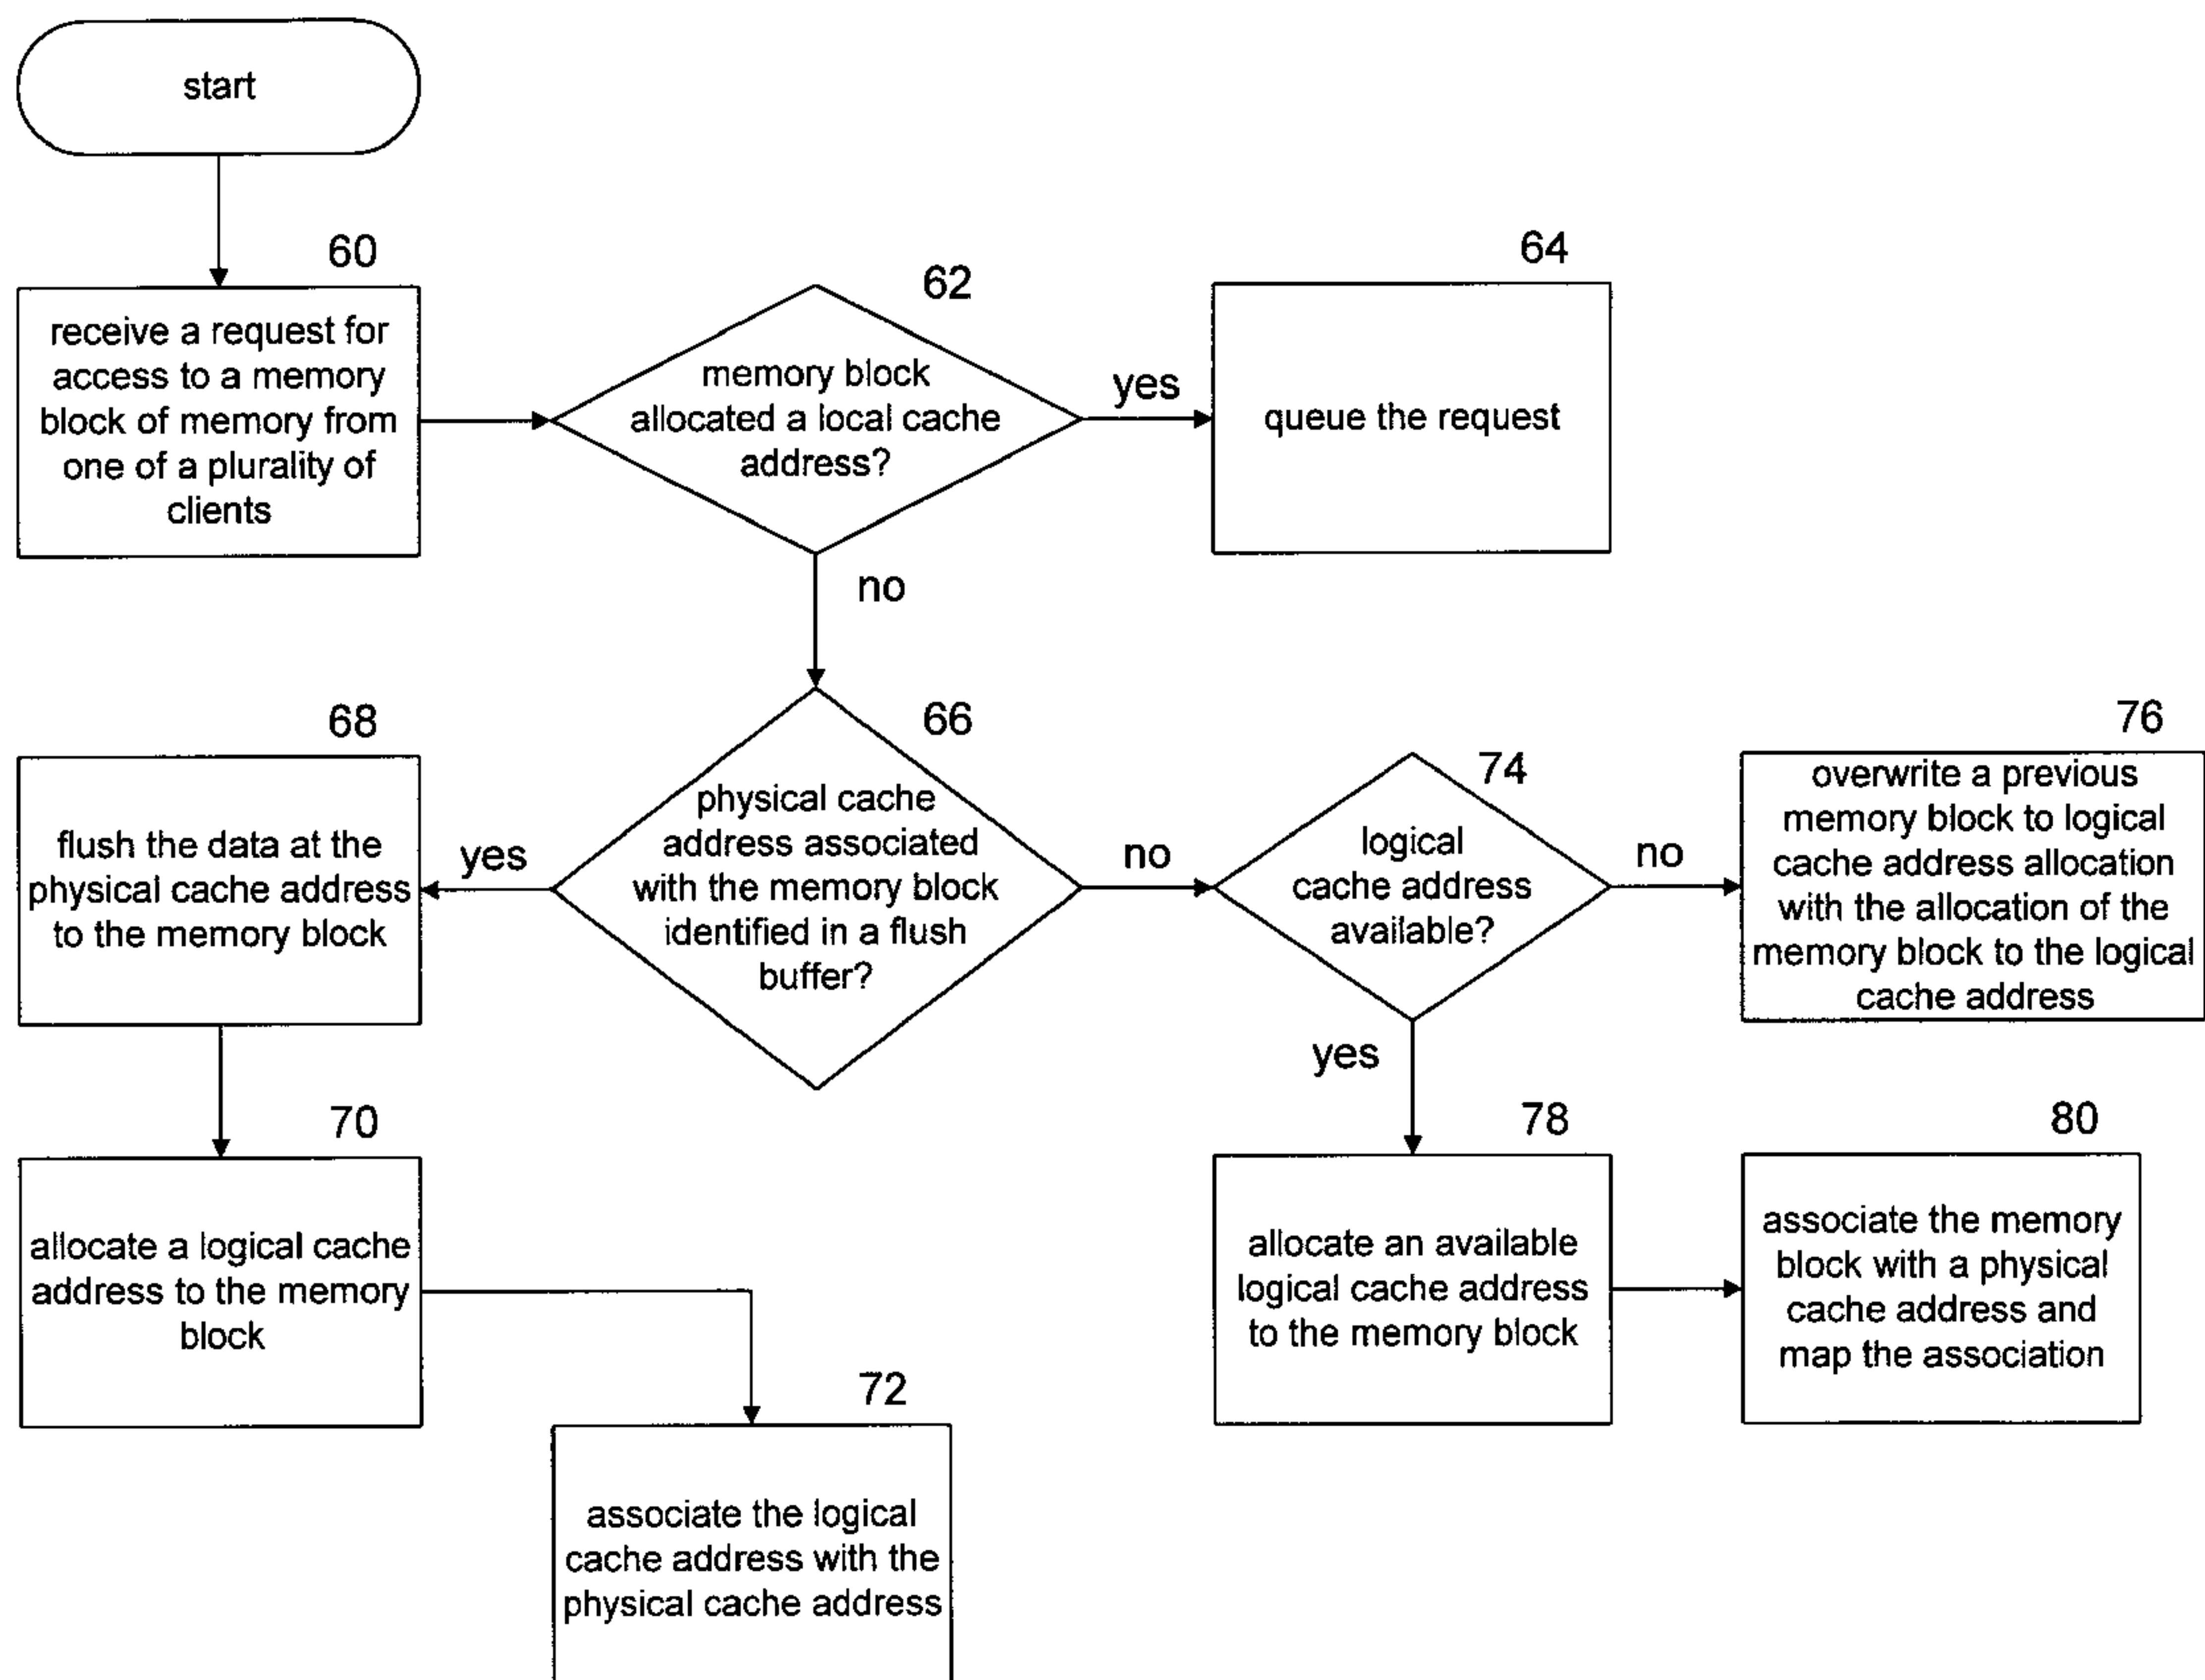 start
60
receive a request for
access to a memory
block of memory from
one of a plurality of
clients
62
memory block
allocated a local cache
address?
yes
64
queue the request
no
66
physical cache
address associated
with the memory block
identified in a flush
buffer?
yes
68
flush the data at the
physical cache address
to the memory block
70
allocate a logical cache
address to the memory
block
72
associate the logical
cache address with the
physical cache address
no
74
logical
cache address
available?
no
76
overwrite a previous
memory block to logical
cache address allocation
with the allocation of the
memory block to the logical
cache address
yes
78
allocate an available
logical cache address
to the memory block
80
associate the memory
block with a physical
cache address and
map the association